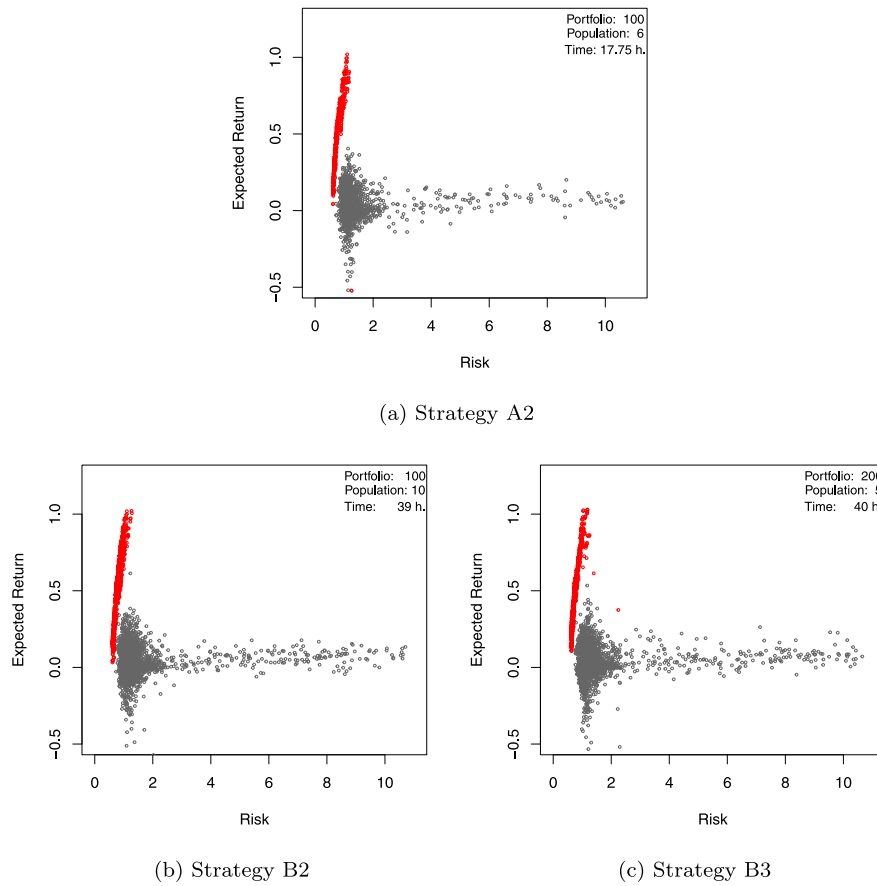 Portfolio: 100
Population: 6
Time: 17.75 h.
Expected Return
1.0
0.5
0.0
−0.5
0 2 4 6 8 10
Risk
(a) Strategy A2
Portfolio: 100
Population: 10
Time: 39 h.
Expected Return
1.0
0.5
0.0
−0.5
0 2 4 6 8 10
Risk
(b) Strategy B2
Portfolio: 200
Population: 5
Time: 40 h
Expected Return
1.0
0.5
0.0
−0.5
0 2 4 6 8 10
Risk
(c) Strategy B3